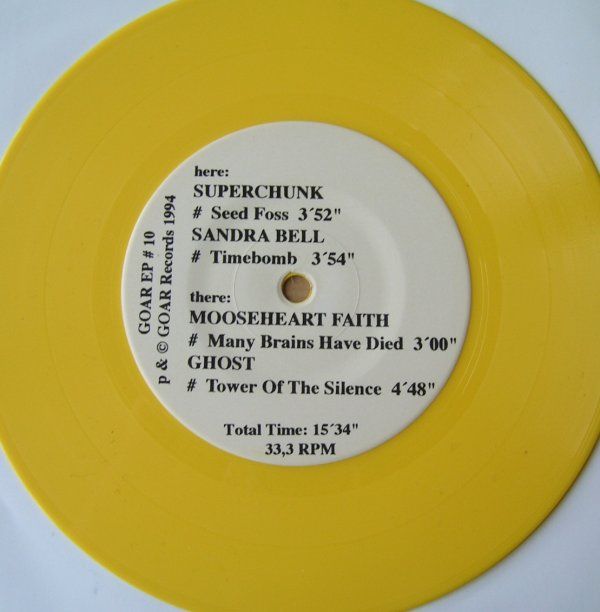 here:
SUPERCHUNK
# Seed Foss 3´52"
SANDRA BELL
# Timebomb 3´54"
there:
MOOSEHEART FAITH
# Many Brains Have Died 3´00"
GHOST
# Tower Of The Silence 4´48"
Total Time: 15´34"
33,3 RPM
GOAR EP # 10
p & © GOAR Records 1994